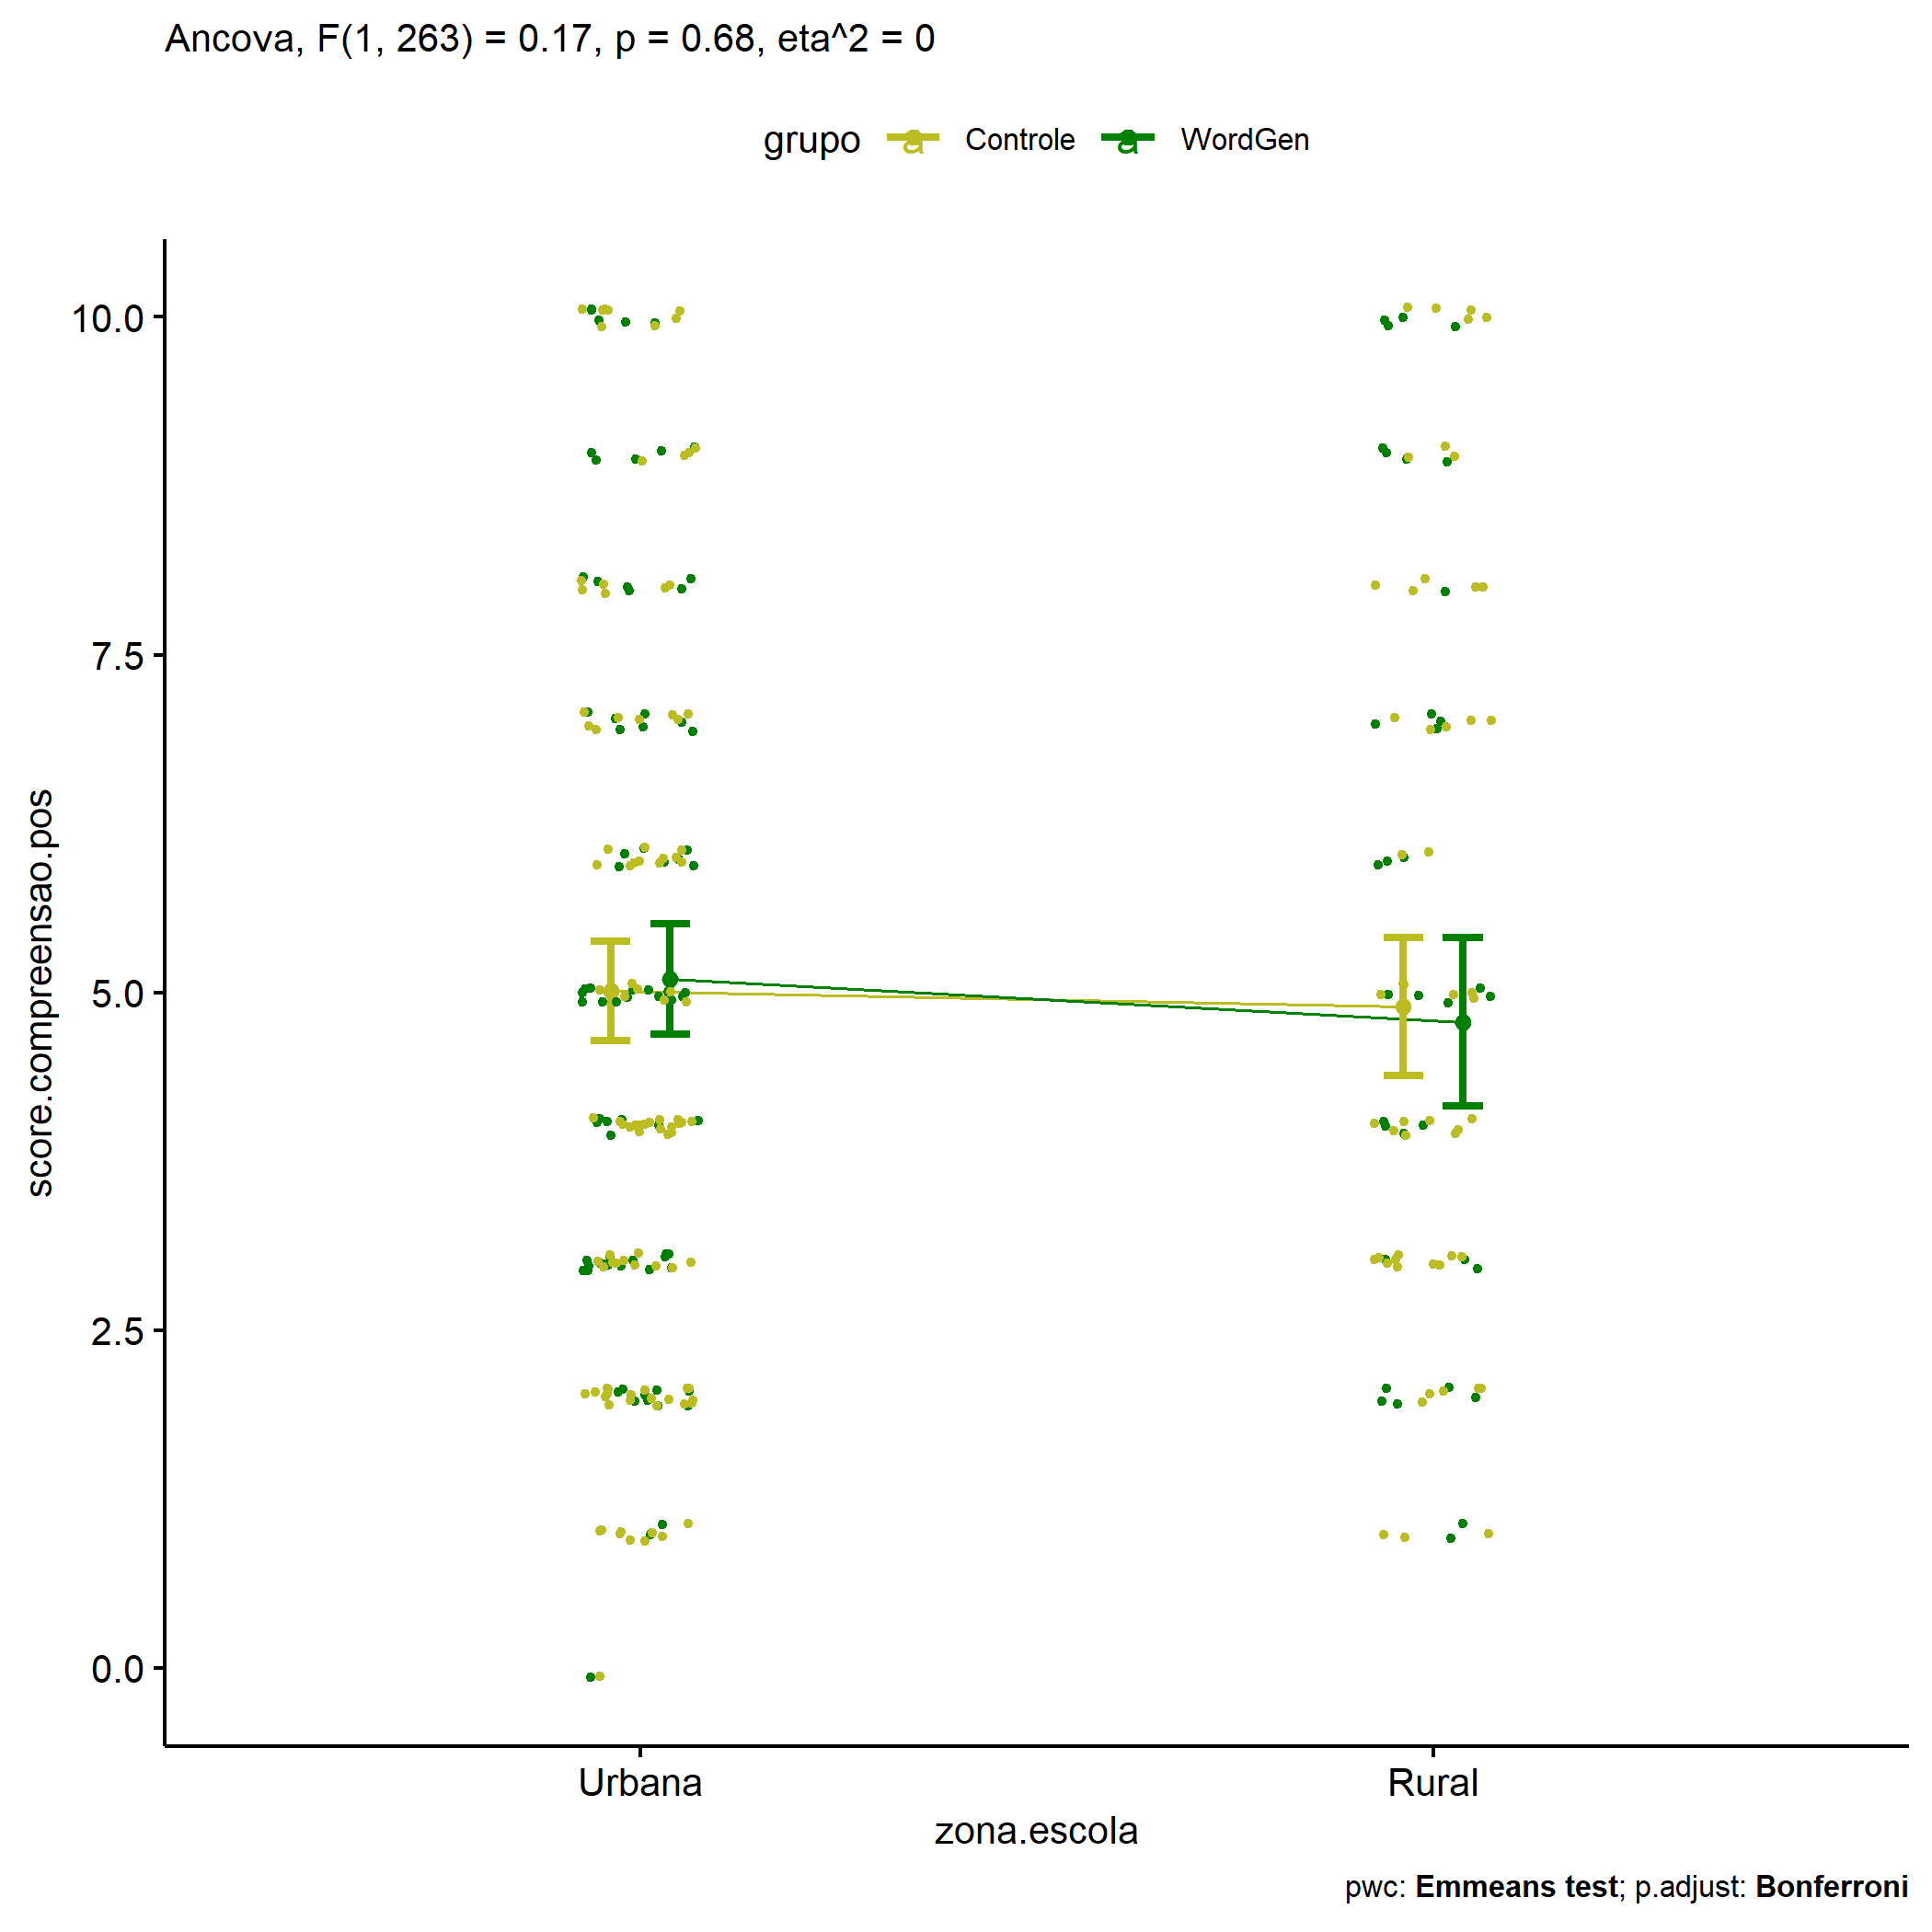 Ancova, F(1, 263) = 0.17, p = 0.68, eta^2 = 0
grupo a Controle a WordGen
10.0
7.5
5.0
2.5
0.0
score.compreensao.pos
Urbana Rural
zona.escola
pwc: Emmeans test; p.adjust: Bonferroni